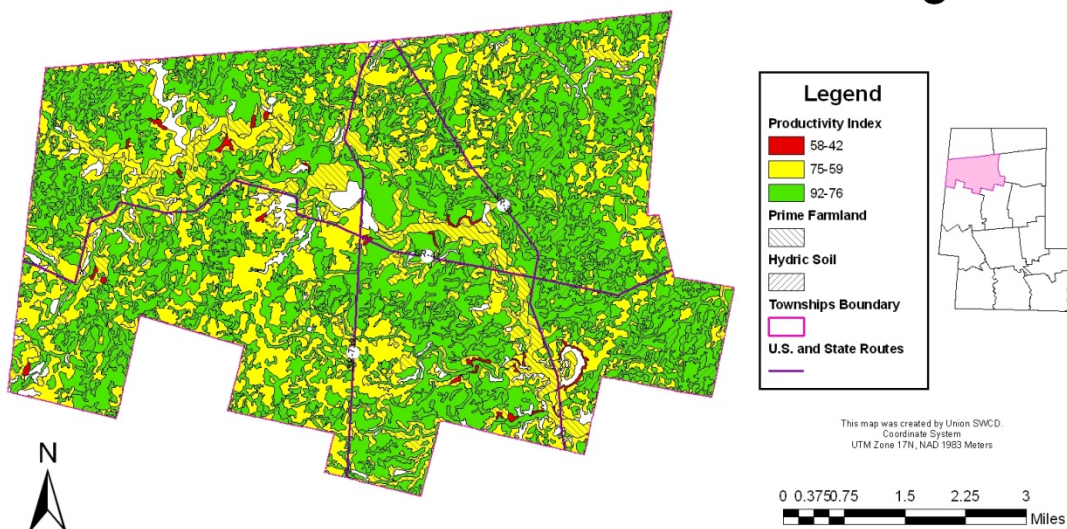 Legend
Productivity Index
58-42
75-59
92-76
Prime Farmland
Hydric Soil
Townships Boundary
U.S. and State Routes
This map was created by Union SWCD.
Coordinate System
UTM Zone 17N, NAD 1983 Meters
N
0 0.3750.75 1.5 2.25 3
Miles